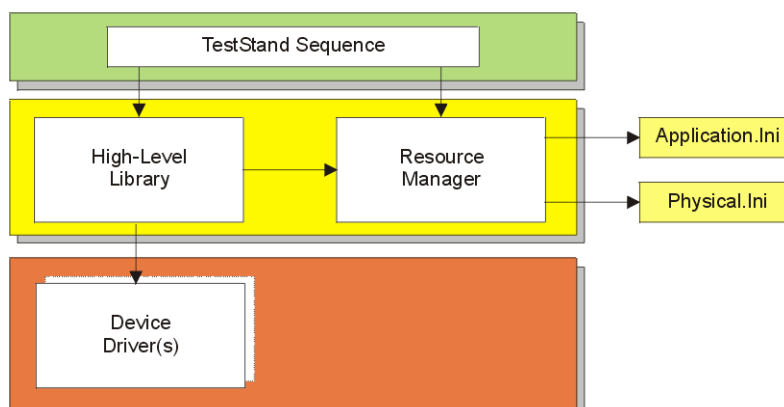 TestStand Sequence
High-Level
Library
Resource
Manager
Application.Ini
Physical.Ini
Device
Driver(s)